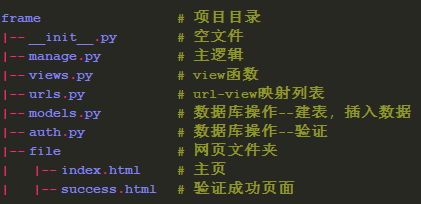 frame # 项目目录
|--__init__.py # 空文件
|--manage.py # 主逻辑
|--views.py # view函数
|--urls.py # url-view映射列表
|--models.py # 数据库操作--建表，插入数据
|--auth.py # 数据库操作--验证
|--file # 网页文件夹
| |--index.html # 主页
| |--success.html # 验证成功页面